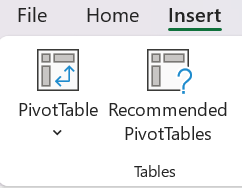 File Home Insert
PivotTable Recommended
PivotTables
Tables